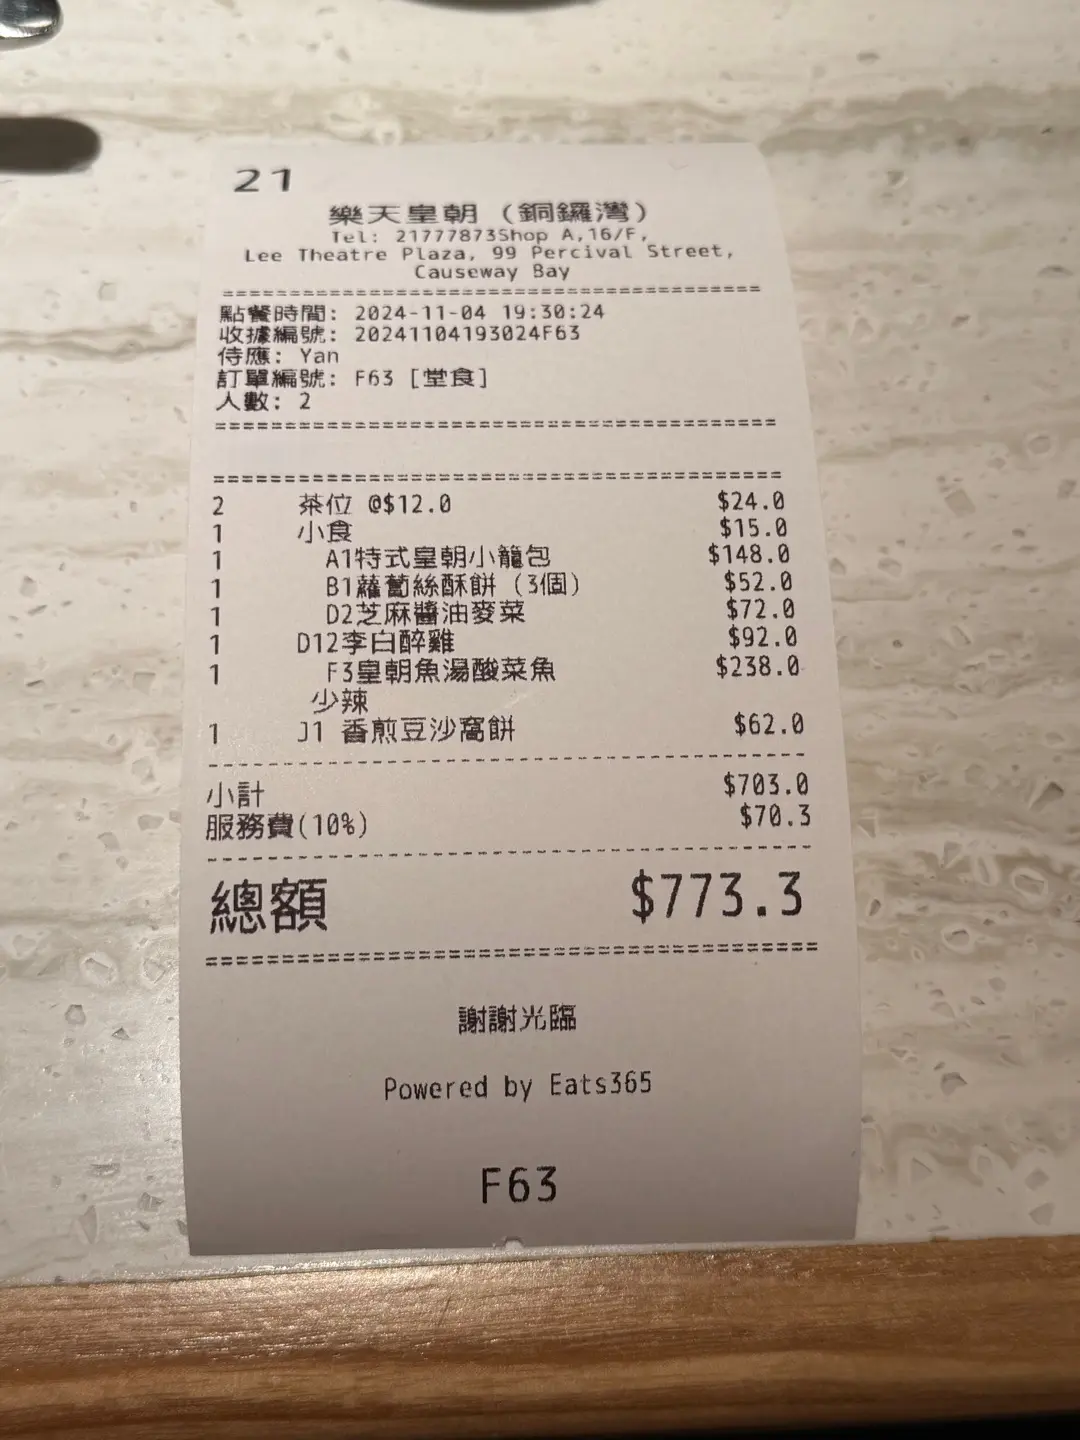 21
樂天皇朝 (銅鑼灣)
Tel: 21777873Shop A,16/F,
Lee Theatre Plaza, 99 Percival Street,
Causeway Bay
點餐時間: 2024-11-04 19:30:24
收據編號: 20241104193024F63
侍應: Yan
訂單編號: F63 [堂食]
人數: 2
2 茶位 @$12.0 $24.0
1 小食 $15.0
1 A1特式皇朝小籠包 $148.0
1 B1蘿蔔絲酥餅 (3個) $52.0
1 D2芝麻醬油麥菜 $72.0
1 D12李白醉雞 $92.0
1 F3皇朝魚湯酸菜魚 $238.0
少辣
1 J1 香煎豆沙窩餅 $62.0
小計 $703.0
服務費(10%) $70.3
總額 $773.3
謝謝光臨
Powered by Eats365
F63